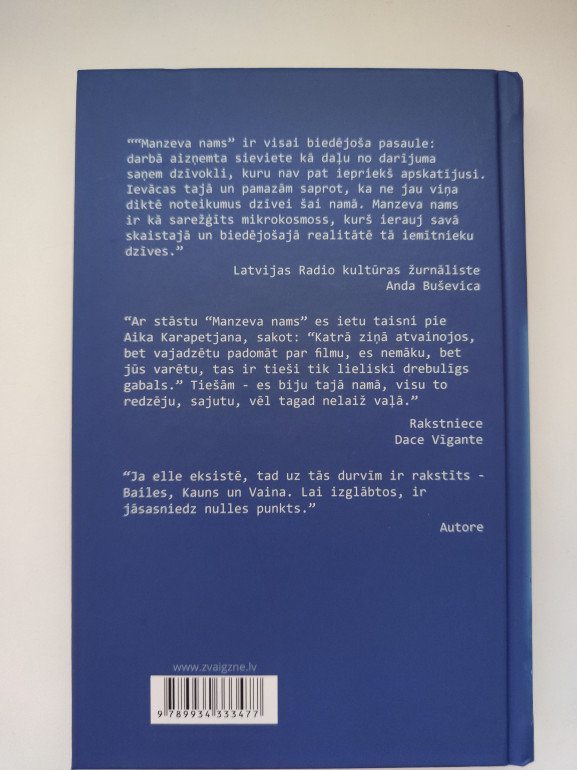 ““Manzeva nams” ir visai biedējoša pasaule:
darbā aizņemta sieviete kā daļu no darījuma
saņem dzīvokli, kuru nav pat iepriekš apskatījusi.
Ievācas tajā un pamazām saprot, ka ne jau viņa
diktē noteikumus dzīvei šai namā. Manzeva nams
ir kā sarežģīts mikrokosmoss, kurš ierauj savā
skaistajā un biedējošajā realitātē tā iemītnieku
dzīves.”
Latvijas Radio kultūras žurnāliste
Anda Buševica
“Ar stāstu “Manzeva nams” es ietu taisni pie
Aika Karapetjana, sakot: “Katrā ziņā atvainojos,
bet vajadzētu padomāt par filmu, es nemāku, bet
jūs varētu, tas ir tieši tik lieliski drebulīgs
gabals.” Tiešām - es biju tajā namā, visu to
redzēju, sajutu, vēl tagad nelaiž vaļā.”
Rakstniece
Dace Vīgante
“Ja elle eksistē, tad uz tās durvīm ir rakstīts -
Bailes, Kauns un Vaina. Lai izglābtos, ir
jāsasniedz nulles punkts.”
Autore
www.zvaigzne.lv
9 789934 333477